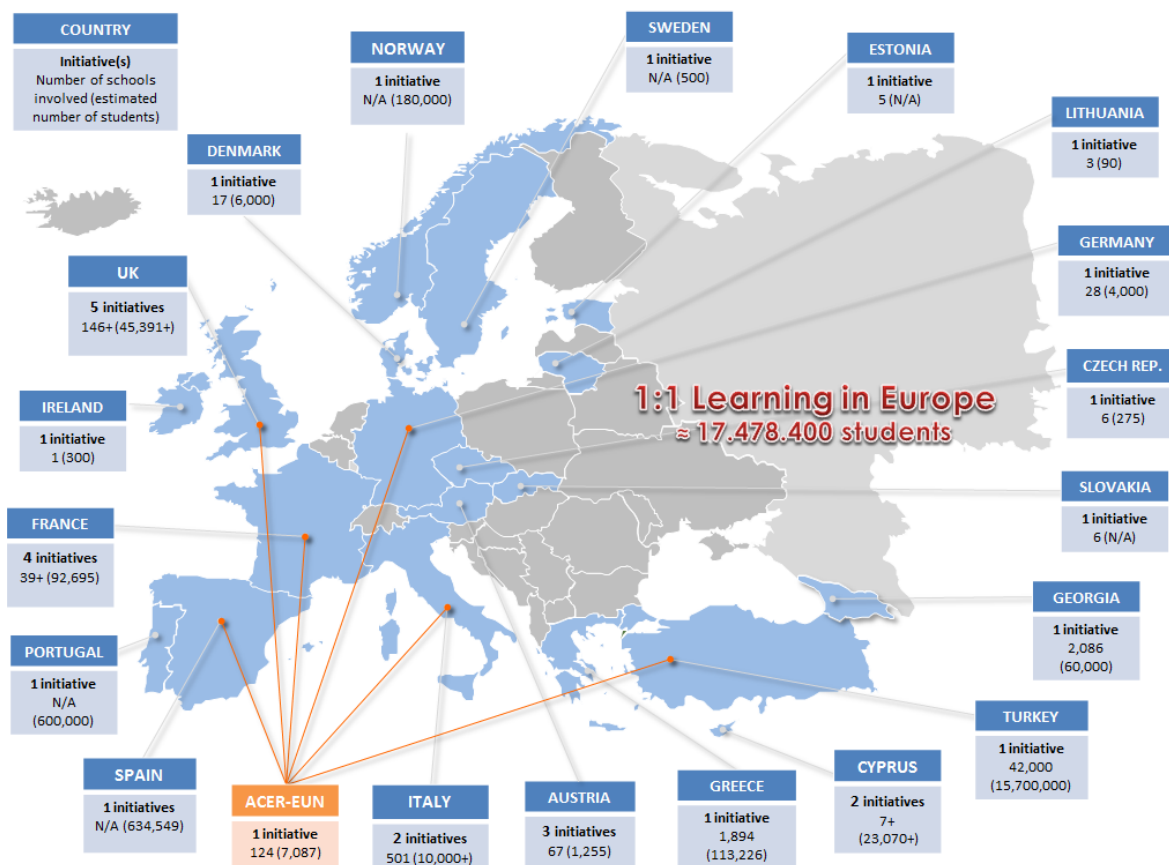 COUNTRY
Initiative(s)
Number of schools
involved (estimated
number of students)
NORWAY
1 initiative
N/A (180,000)
SWEDEN
1 initiative
N/A (500)
ESTONIA
1 initiative
5 (N/A)
LITHUANIA
1 initiative
3 (90)
DENMARK
1 initiative
17 (6,000)
GERMANY
1 initiative
28 (4,000)
UK
5 initiatives
146+ (45,391+)
CZECH REP.
1 initiative
6 (275)
1:1 Learning in Europe
≈ 17.478.400 students
IRELAND
1 initiative
1 (300)
SLOVAKIA
1 initiative
6 (N/A)
FRANCE
4 initiatives
39+ (92,695)
GEORGIA
1 initiative
2,086
(60,000)
PORTUGAL
1 initiative
N/A
(600,000)
TURKEY
1 initiative
42,000
(15,700,000)
SPAIN
1 initiatives
N/A (634,549)
ACER-EUN
1 initiative
124 (7,087)
ITALY
2 initiatives
501 (10,000+)
AUSTRIA
3 initiatives
67 (1,255)
GREECE
1 initiative
1,894
(113,226)
CYPRUS
2 initiatives
7+
(23,070+)